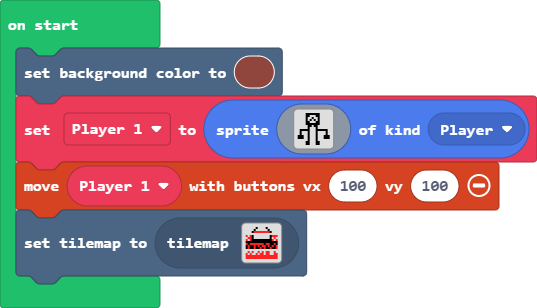 on start
set background color to
set Player 1 to sprite of kind Player
move Player 1 with buttons vx 100 vy 100
set tilemap to tilemap